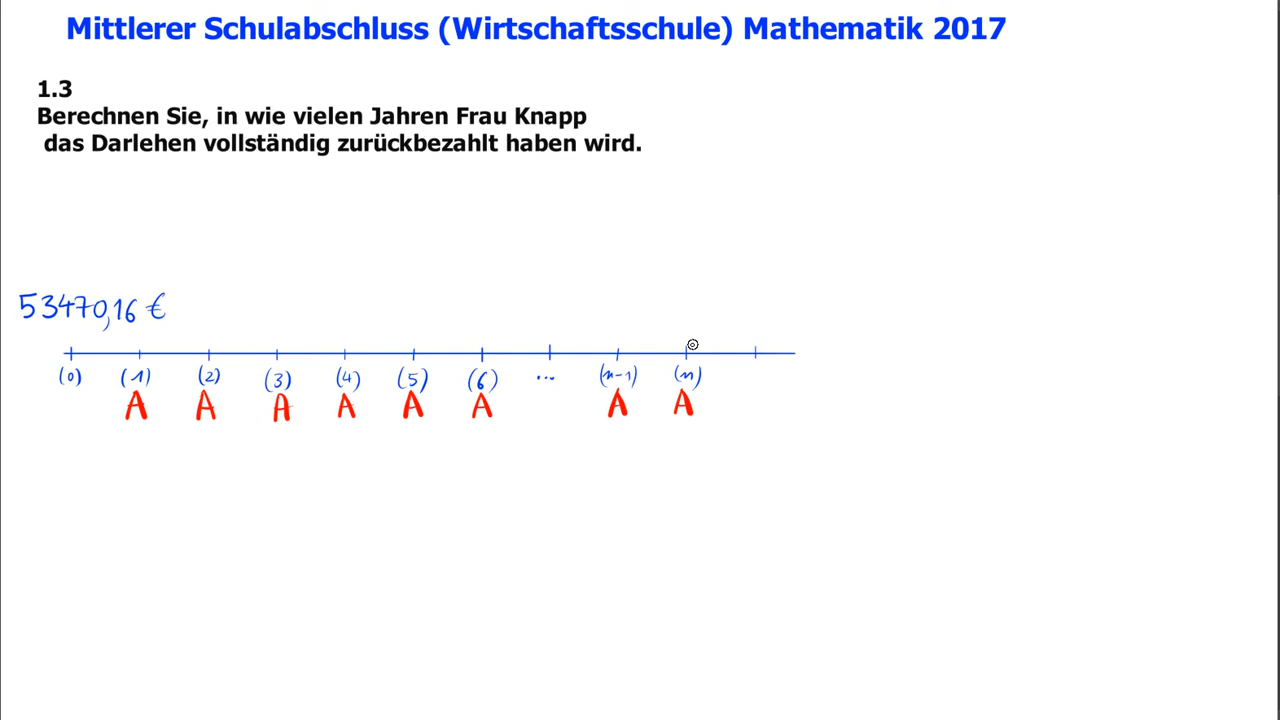 Mittlerer Schulabschluss (Wirtschaftsschule) Mathematik 2017
1.3
Berechnen Sie, in wie vielen Jahren Frau Knapp
das Darlehen vollständig zurückbezahlt haben wird.
53470,16 €
(0) (1) (2) (3) (4) (5) (6) ... (n-1) (n)
A A A A A A A A